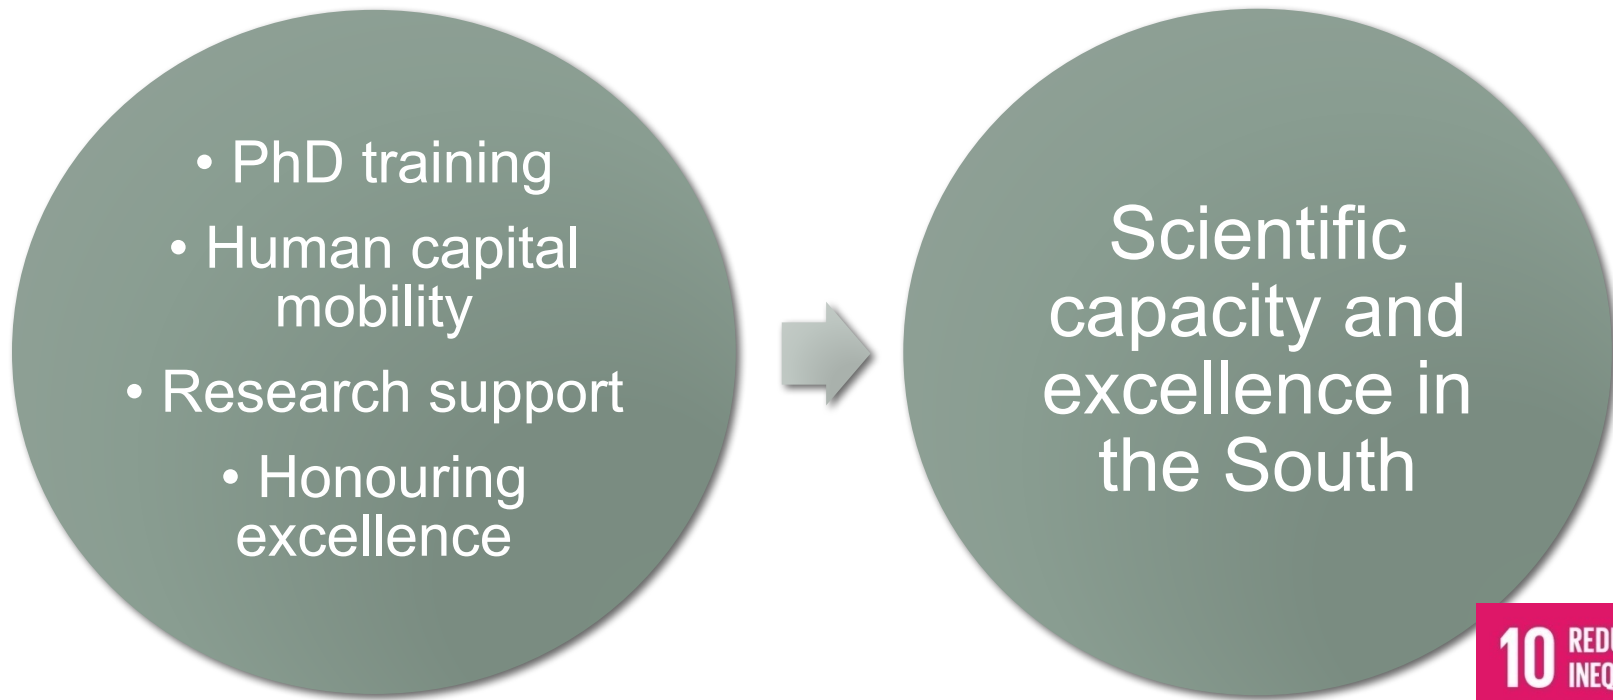 • PhD training
• Human capital
mobility
• Research support
• Honouring
excellence
Scientific
capacity and
excellence in
the South
10